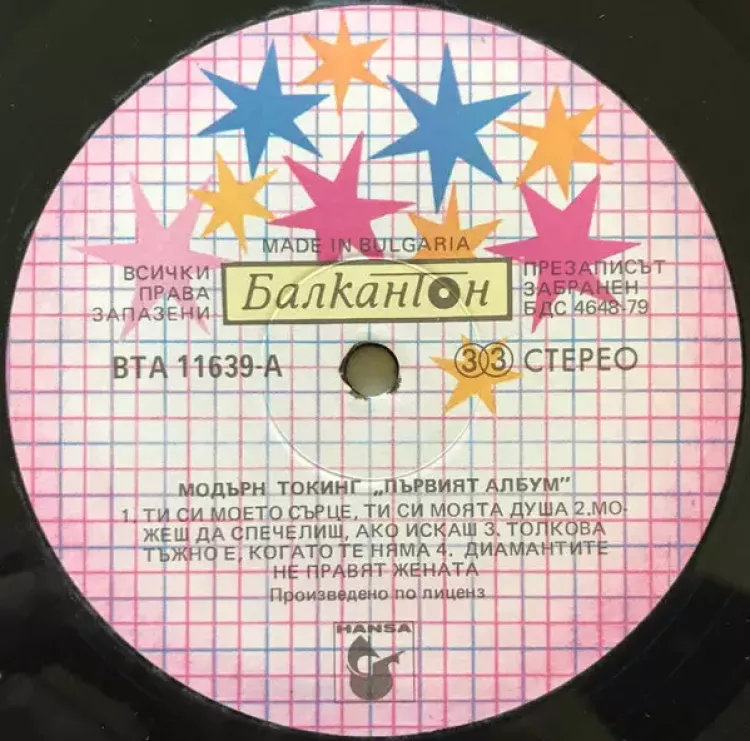 MADE IN BULGARIA
ВСИЧКИ
ПРАВА
ЗАПАЗЕНИ
Балкантон
ПРЕЗАПИСЪТ
ЗАБРАНЕН
БДС 4648-79
ВТА 11639-А
33 СТЕРЕО
МОДЪРН ТОКИНГ „ПЪРВИЯТ АЛБУМ"
1. ТИ СИ МОЕТО СЪРЦЕ, ТИ СИ МОЯТА ДУША 2.МО-
ЖЕШ ДА СПЕЧЕЛИШ, АКО ИСКАШ 3. ТОЛКОВА
ТЪЖНО Е, КОГАТО ТЕ НЯМА 4. ДИАМАНТИТЕ
НЕ ПРАВЯТ ЖЕНАТА
Произведено по лиценз
HANSA